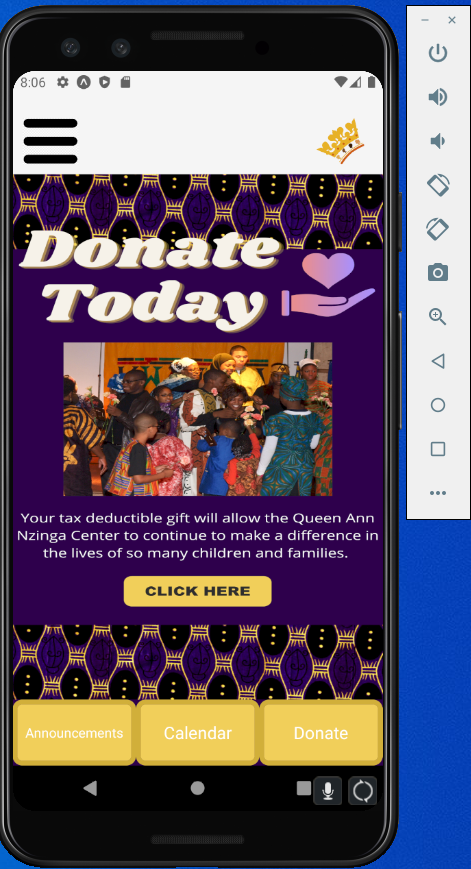 8:06
Donate
Today
Your tax deductible gift will allow the Queen Ann
Nzinga Center to continue to make a difference in
the lives of so many children and families.
CLICK HERE
Announcements
Calendar
Donate